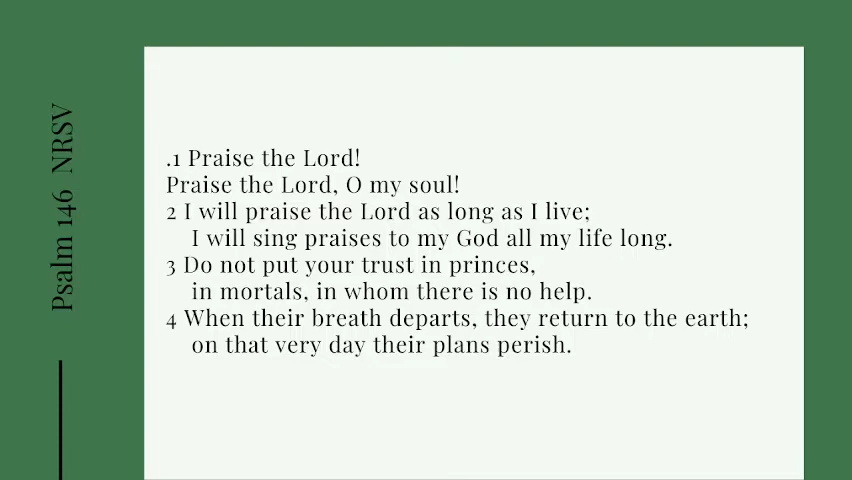 Psalm 146 NRSV
.1 Praise the Lord!
Praise the Lord, O my soul!
2 I will praise the Lord as long as I live;
I will sing praises to my God all my life long.
3 Do not put your trust in princes,
in mortals, in whom there is no help.
4 When their breath departs, they return to the earth;
on that very day their plans perish.